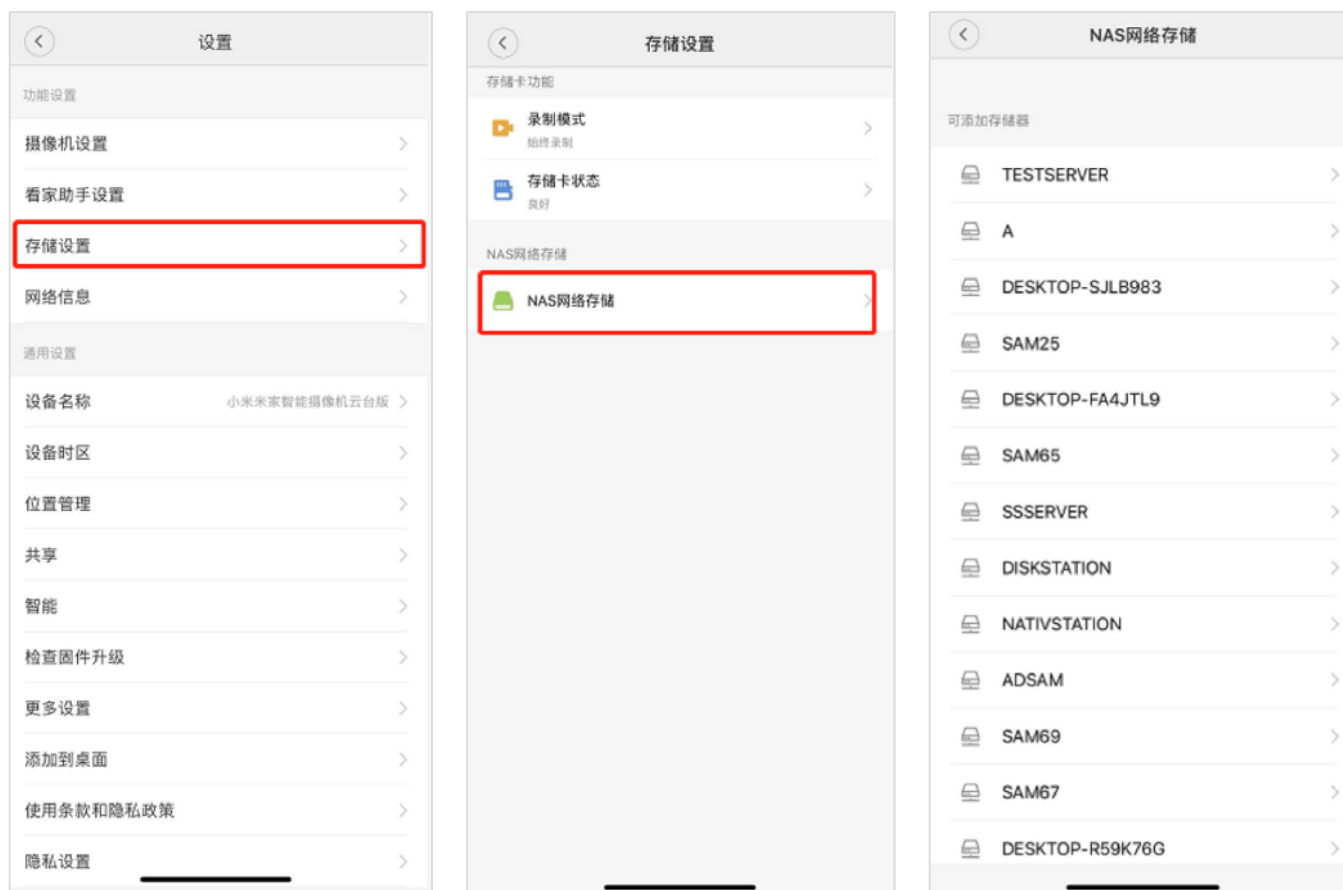 设置
功能设置
摄像机设置
看家助手设置
存储设置
网络信息
通用设置
设备名称 小米米家智能摄像机云台版
设备时区
位置管理
共享
智能
检查固件升级
更多设置
添加到桌面
使用条款和隐私政策
隐私设置
存储设置
存储卡功能
录制模式
始终录制
存储卡状态
良好
NAS网络存储
NAS网络存储
NAS网络存储
可添加存储器
TESTSERVER
A
DESKTOP-SJLB983
SAM25
DESKTOP-FA4JTL9
SAM65
SSSERVER
DISKSTATION
NATIVSTATION
ADSAM
SAM69
SAM67
DESKTOP-R59K76G